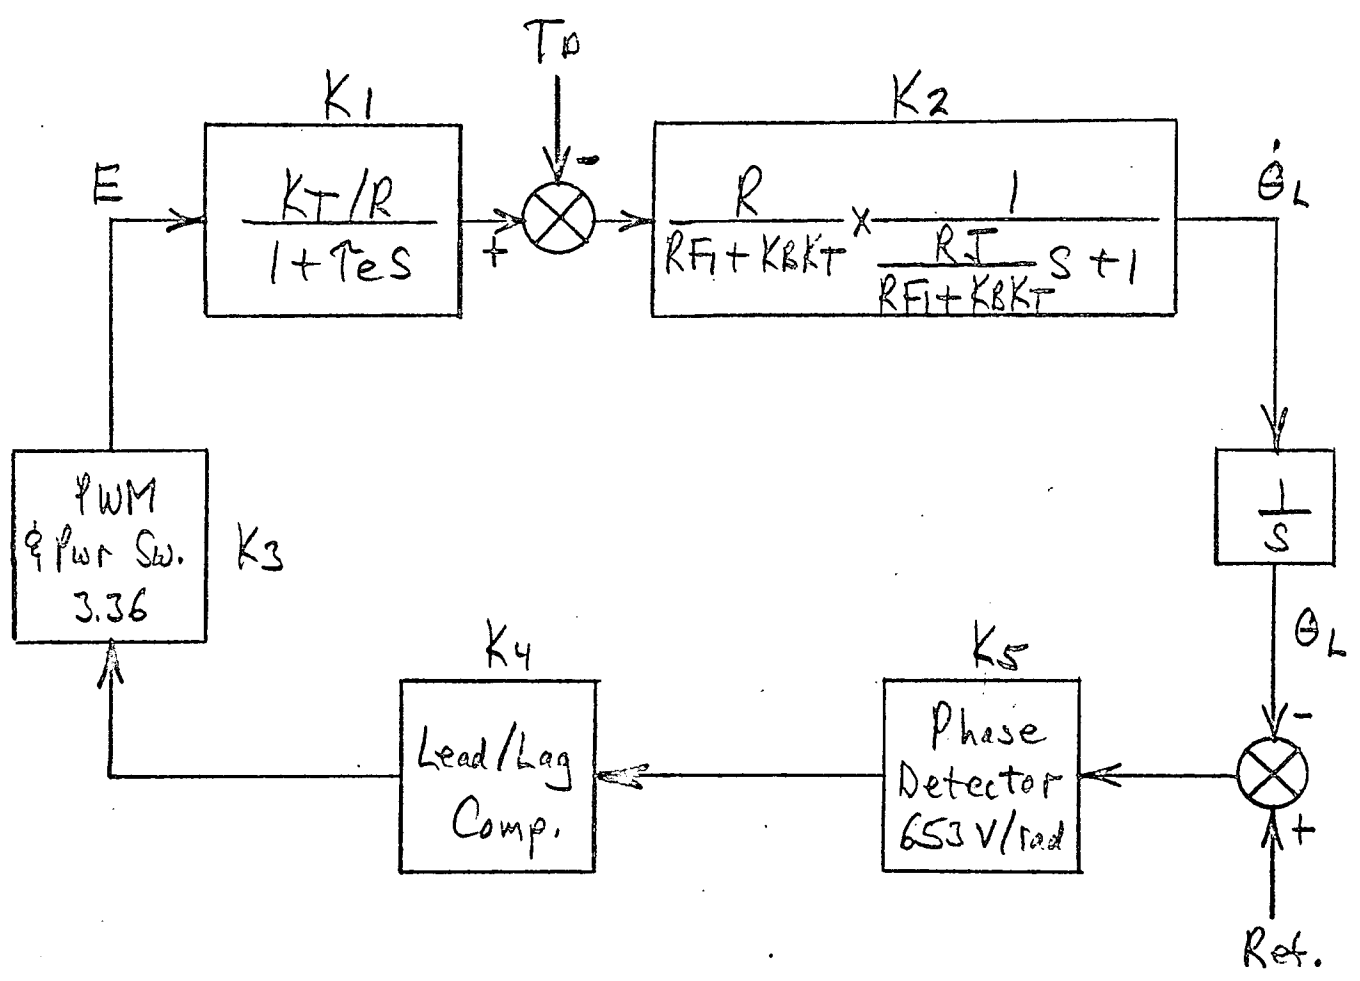 TD
K1
K2
E
KT/R
1+τes
+
-
R
RF1+KBKT
x
1
RJ
RF1+KBKT
S+1
θ̇L
PWM
& Pwr Sw.
3.36
K3
1
S
θL
K4
Lead/Lag
Comp.
K5
Phase
Detector
653 V/rad
-
+
Ref.